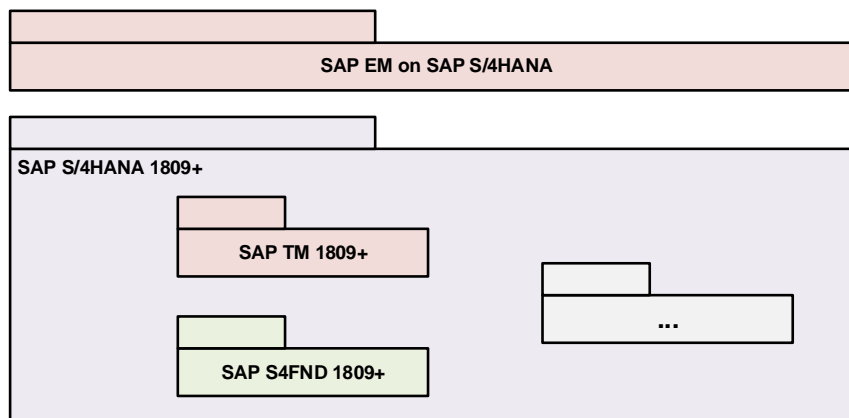 SAP EM on SAP S/4HANA
SAP S/4HANA 1809+
SAP TM 1809+
...
SAP S4FND 1809+